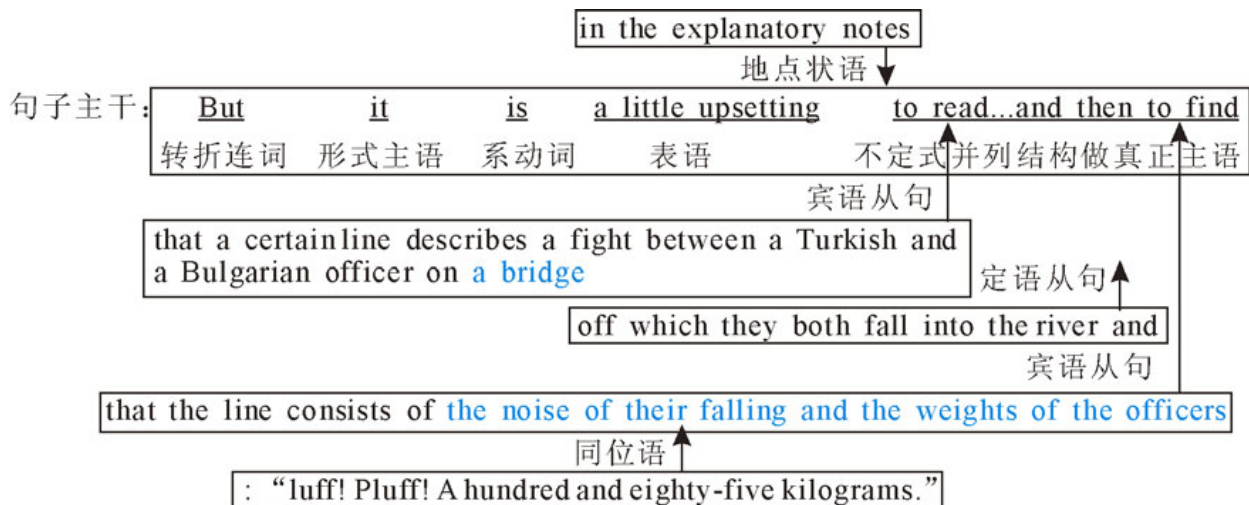 in the explanatory notes
地点状语
句子主干: But it is a little upsetting to read...and then to find
转折连词 形式主语 系动词 表语 不定式并列结构做真正主语
宾语从句
that a certain line describes a fight between a Turkish and
a Bulgarian officer on a bridge
定语从句
off which they both fall into the river and
宾语从句
that the line consists of the noise of their falling and the weights of the officers
同位语
: “luff! Pluff! A hundred and eighty-five kilograms.”